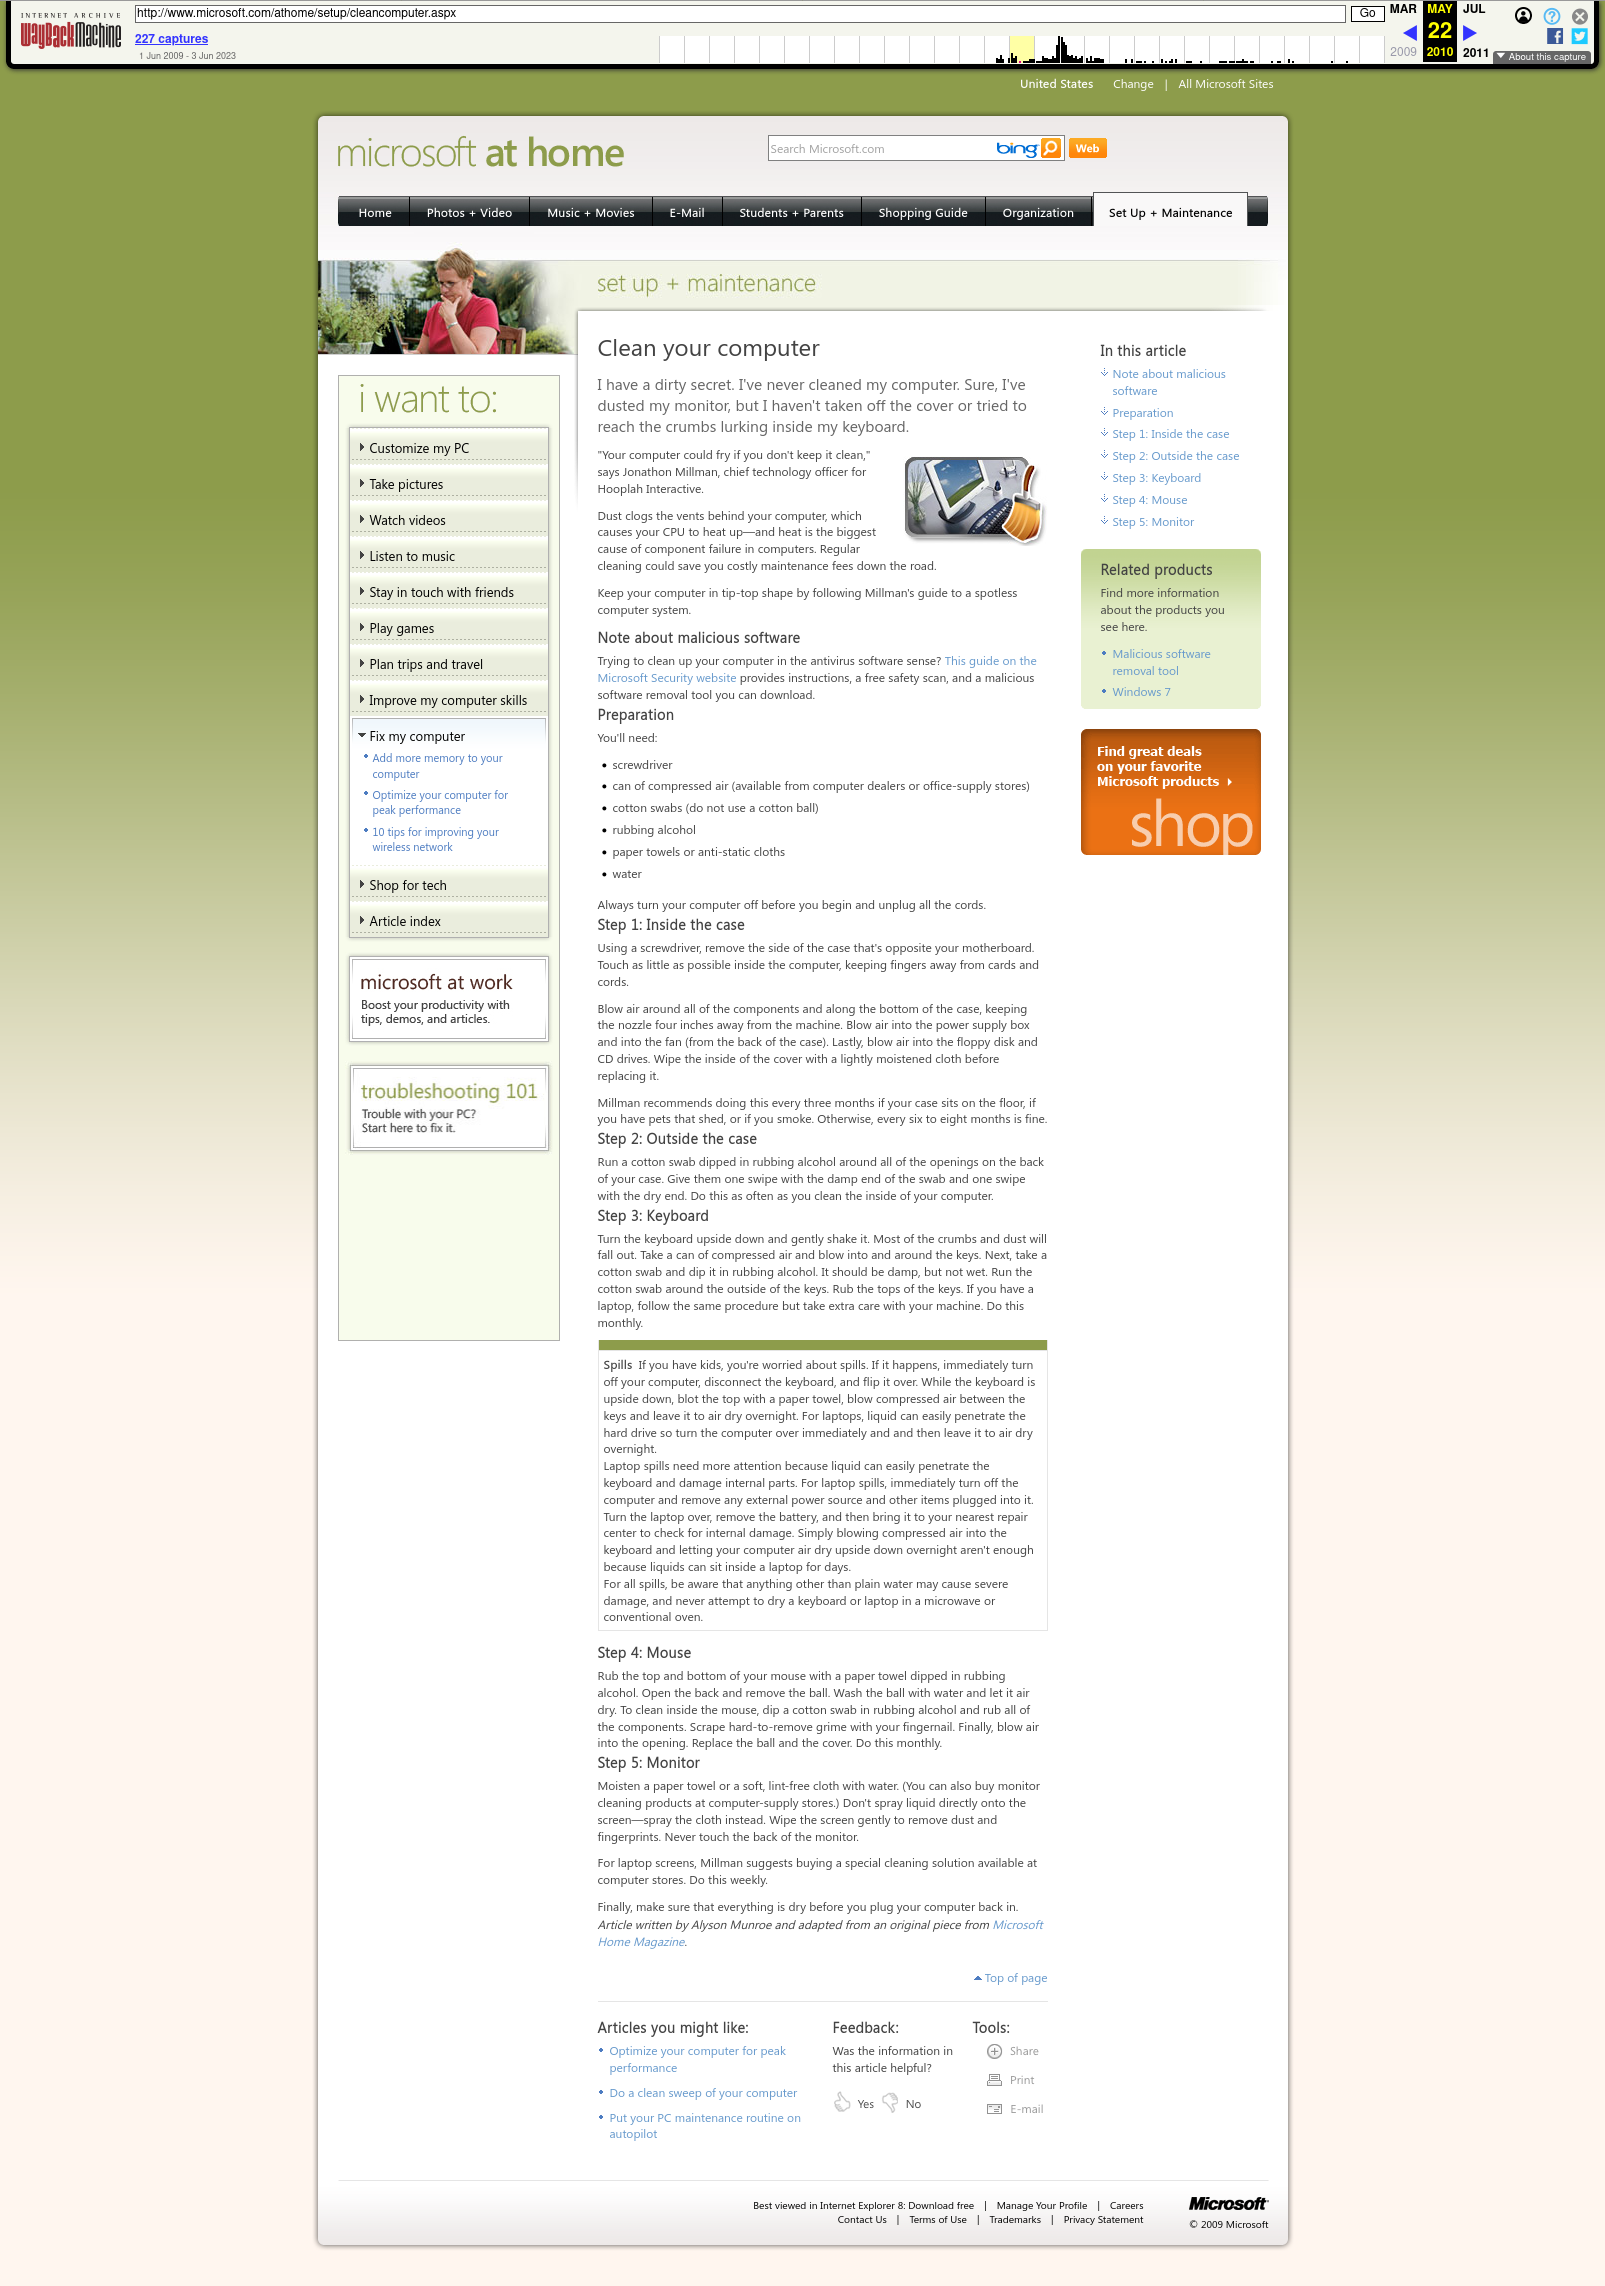 INTERNET ARCHIVE
WayBackMachine
http://www.microsoft.com/athome/setup/cleancomputer.aspx
Go
227 captures
1 Jun 2009 - 3 Jun 2023
MAR MAY JUL
22
2009 2010 2011
About this capture
United States Change | All Microsoft Sites
microsoft at home
Search Microsoft.com bing Web
Home Photos + Video Music + Movies E-Mail Students + Parents Shopping Guide Organization Set Up + Maintenance
set up + maintenance
i want to:
Customize my PC
Take pictures
Watch videos
Listen to music
Stay in touch with friends
Play games
Plan trips and travel
Improve my computer skills
Fix my computer
Add more memory to your
computer
Optimize your computer for
peak performance
10 tips for improving your
wireless network
Shop for tech
Article index
microsoft at work
Boost your productivity with
tips, demos, and articles.
troubleshooting 101
Trouble with your PC?
Start here to fix it.
Clean your computer
I have a dirty secret. I've never cleaned my computer. Sure, I've
dusted my monitor, but I haven't taken off the cover or tried to
reach the crumbs lurking inside my keyboard.
"Your computer could fry if you don't keep it clean,"
says Jonathon Millman, chief technology officer for
Hooplah Interactive.
Dust clogs the vents behind your computer, which
causes your CPU to heat up—and heat is the biggest
cause of component failure in computers. Regular
cleaning could save you costly maintenance fees down the road.
Keep your computer in tip-top shape by following Millman's guide to a spotless
computer system.
Note about malicious software
Trying to clean up your computer in the antivirus software sense? This guide on the
Microsoft Security website provides instructions, a free safety scan, and a malicious
software removal tool you can download.
Preparation
You'll need:
screwdriver
can of compressed air (available from computer dealers or office-supply stores)
cotton swabs (do not use a cotton ball)
rubbing alcohol
paper towels or anti-static cloths
water
Always turn your computer off before you begin and unplug all the cords.
Step 1: Inside the case
Using a screwdriver, remove the side of the case that's opposite your motherboard.
Touch as little as possible inside the computer, keeping fingers away from cards and
cords.
Blow air around all of the components and along the bottom of the case, keeping
the nozzle four inches away from the machine. Blow air into the power supply box
and into the fan (from the back of the case). Lastly, blow air into the floppy disk and
CD drives. Wipe the inside of the cover with a lightly moistened cloth before
replacing it.
Millman recommends doing this every three months if your case sits on the floor, if
you have pets that shed, or if you smoke. Otherwise, every six to eight months is fine.
Step 2: Outside the case
Run a cotton swab dipped in rubbing alcohol around all of the openings on the back
of your case. Give them one swipe with the damp end of the swab and one swipe
with the dry end. Do this as often as you clean the inside of your computer.
Step 3: Keyboard
Turn the keyboard upside down and gently shake it. Most of the crumbs and dust will
fall out. Take a can of compressed air and blow into and around the keys. Next, take a
cotton swab and dip it in rubbing alcohol. It should be damp, but not wet. Run the
cotton swab around the outside of the keys. Rub the tops of the keys. If you have a
laptop, follow the same procedure but take extra care with your machine. Do this
monthly.
Spills If you have kids, you're worried about spills. If it happens, immediately turn
off your computer, disconnect the keyboard, and flip it over. While the keyboard is
upside down, blot the top with a paper towel, blow compressed air between the
keys and leave it to air dry overnight. For laptops, liquid can easily penetrate the
hard drive so turn the computer over immediately and and then leave it to air dry
overnight.
Laptop spills need more attention because liquid can easily penetrate the
keyboard and damage internal parts. For laptop spills, immediately turn off the
computer and remove any external power source and other items plugged into it.
Turn the laptop over, remove the battery, and then bring it to your nearest repair
center to check for internal damage. Simply blowing compressed air into the
keyboard and letting your computer air dry upside down overnight aren't enough
because liquids can sit inside a laptop for days.
For all spills, be aware that anything other than plain water may cause severe
damage, and never attempt to dry a keyboard or laptop in a microwave or
conventional oven.
Step 4: Mouse
Rub the top and bottom of your mouse with a paper towel dipped in rubbing
alcohol. Open the back and remove the ball. Wash the ball with water and let it air
dry. To clean inside the mouse, dip a cotton swab in rubbing alcohol and rub all of
the components. Scrape hard-to-remove grime with your fingernail. Finally, blow air
into the opening. Replace the ball and the cover. Do this monthly.
Step 5: Monitor
Moisten a paper towel or a soft, lint-free cloth with water. (You can also buy monitor
cleaning products at computer-supply stores.) Don't spray liquid directly onto the
screen—spray the cloth instead. Wipe the screen gently to remove dust and
fingerprints. Never touch the back of the monitor.
For laptop screens, Millman suggests buying a special cleaning solution available at
computer stores. Do this weekly.
Finally, make sure that everything is dry before you plug your computer back in.
Article written by Alyson Munroe and adapted from an original piece from Microsoft
Home Magazine.
Top of page
In this article
Note about malicious
software
Preparation
Step 1: Inside the case
Step 2: Outside the case
Step 3: Keyboard
Step 4: Mouse
Step 5: Monitor
Related products
Find more information
about the products you
see here.
Malicious software
removal tool
Windows 7
Find great deals
on your favorite
Microsoft products
shop
Articles you might like:
Optimize your computer for peak
performance
Do a clean sweep of your computer
Put your PC maintenance routine on
autopilot
Feedback:
Was the information in
this article helpful?
Yes No
Tools:
Share
Print
E-mail
Best viewed in Internet Explorer 8: Download free | Manage Your Profile | Careers
Contact Us | Terms of Use | Trademarks | Privacy Statement
Microsoft
© 2009 Microsoft